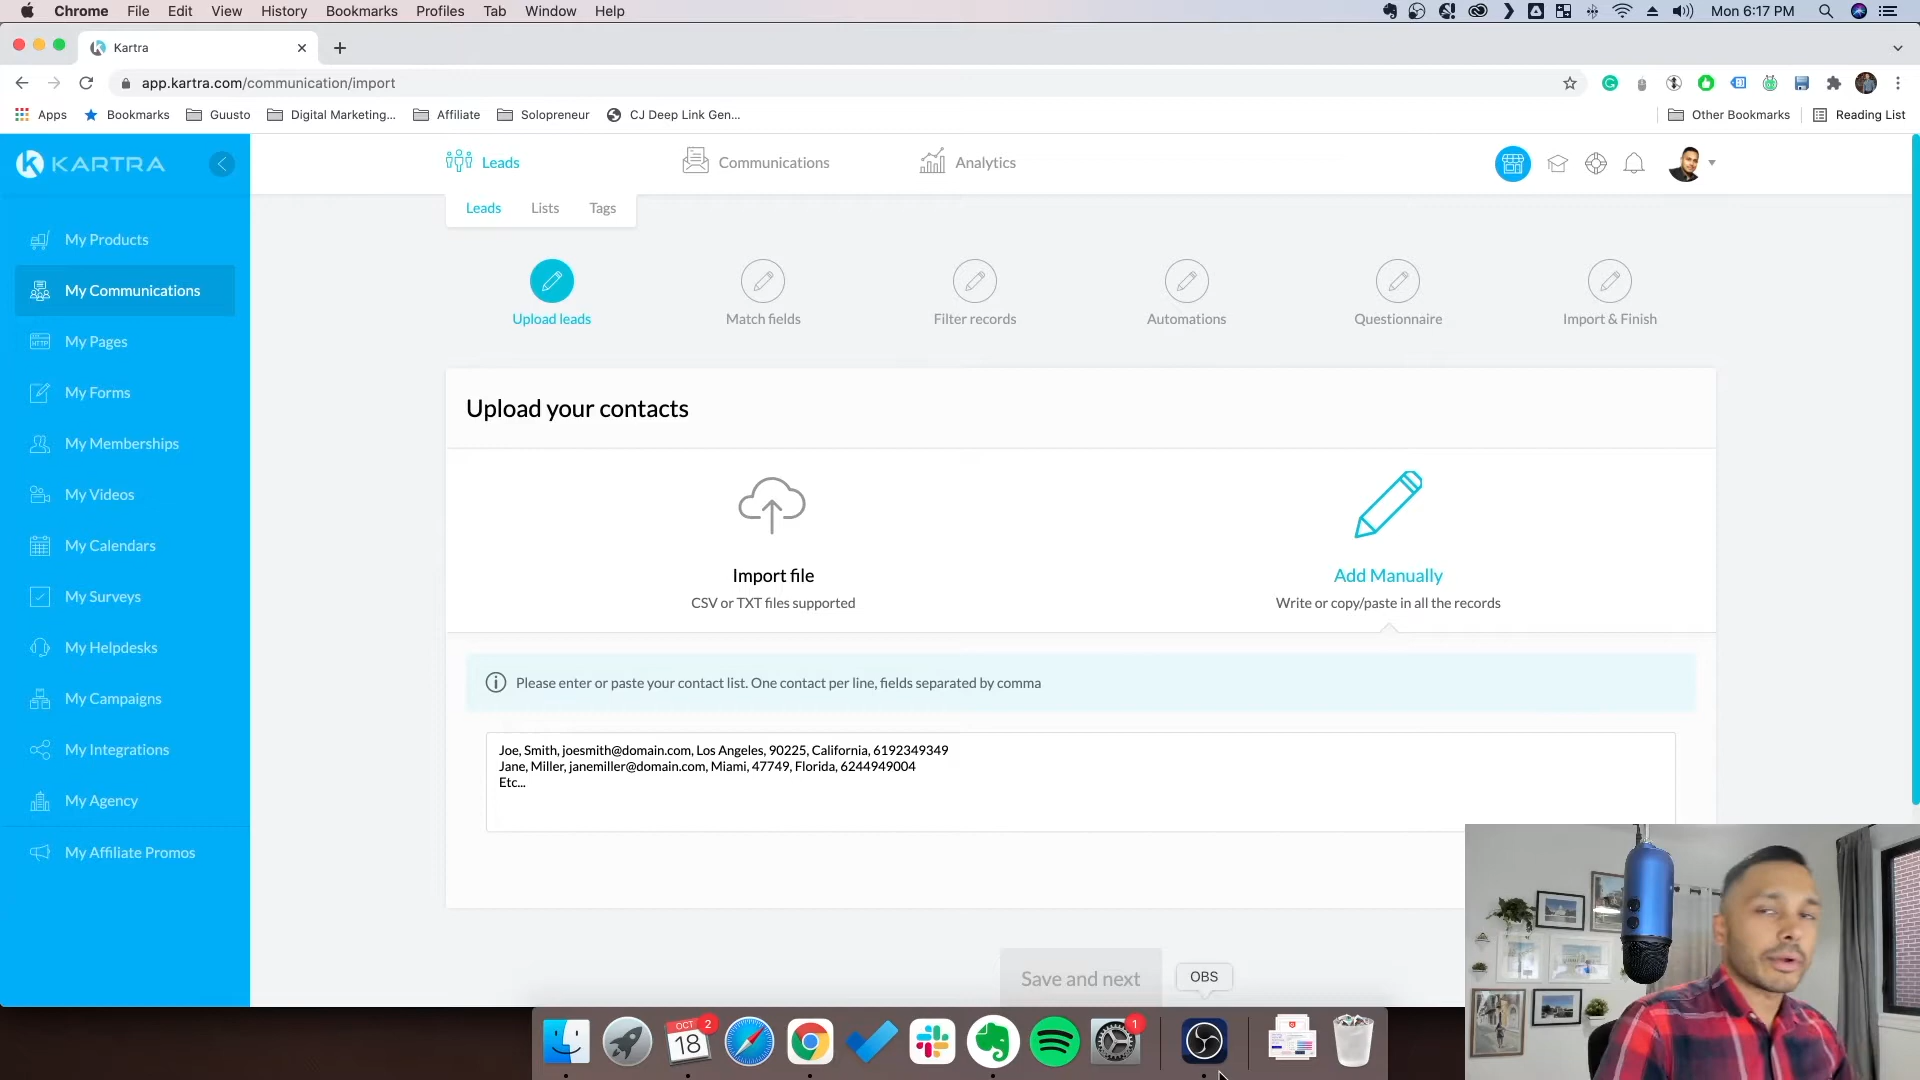 Chrome File Edit View History Bookmarks Profiles Tab Window Help Mon 6:17 PM
Kartra
app.kartra.com/communication/import
Apps Bookmarks Guusto Digital Marketing... Affiliate Solopreneur CJ Deep Link Gen... Other Bookmarks Reading List
KARTRA
Leads Communications Analytics
Leads Lists Tags
My Products
My Communications
My Pages
My Forms
My Memberships
My Videos
My Calendars
My Surveys
My Helpdesks
My Campaigns
My Integrations
My Agency
My Affiliate Promos
Upload leads Match fields Filter records Automations Questionnaire Import & Finish
Upload your contacts
Import file
CSV or TXT files supported
Add Manually
Write or copy/paste in all the records
Please enter or paste your contact list. One contact per line, fields separated by comma
Joe, Smith, joesmith@domain.com, Los Angeles, 90225, California, 6192349349
Jane, Miller, janemiller@domain.com, Miami, 47749, Florida, 6244949004
Etc...
Save and next
OBS
OCT 2
18
1